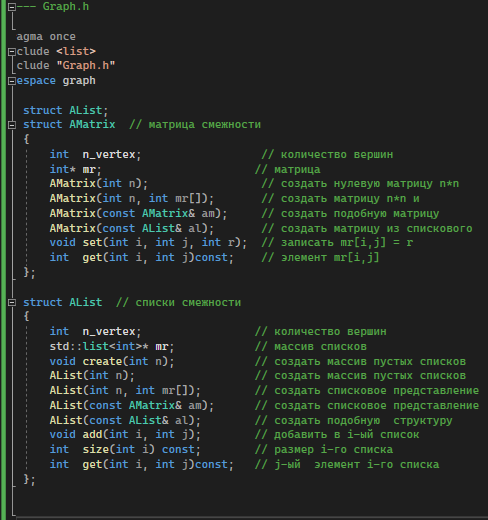 --- Graph.h
agma once
clude <list>
clude "Graph.h"
espace graph
struct AList;
struct AMatrix  // матрица смежности
{
int  n_vertex;                  // количество вершин
int* mr;                       // матрица
AMatrix(int n);                 // создать нулевую матрицу n*n
AMatrix(int n, int mr[]);       // создать матрицу n*n и
AMatrix(const AMatrix& am);     // создать подобную матрицу
AMatrix(const AList& al);       // создать матрицу из спискового
void set(int i, int j, int r);  // записать mr[i,j] = r
int  get(int i, int j)const;    // элемент mr[i,j]
};
struct AList  // списки смежности
{
int  n_vertex;                 // количество вершин
std::list<int>* mr;            // массив списков
void create(int n);            // создать массив пустых списков
AList(int n);                  // создать массив пустых списков
AList(int n, int mr[]);        // создать списковое представление
AList(const AMatrix& am);      // создать списковое представление
AList(const AList& al);        // создать подобную  структуру
void add(int i, int j);        // добавить в i-ый список
int  size(int i) const;        // размер i-го списка
int  get(int i, int j)const;   // j-ый  элемент i-го списка
};